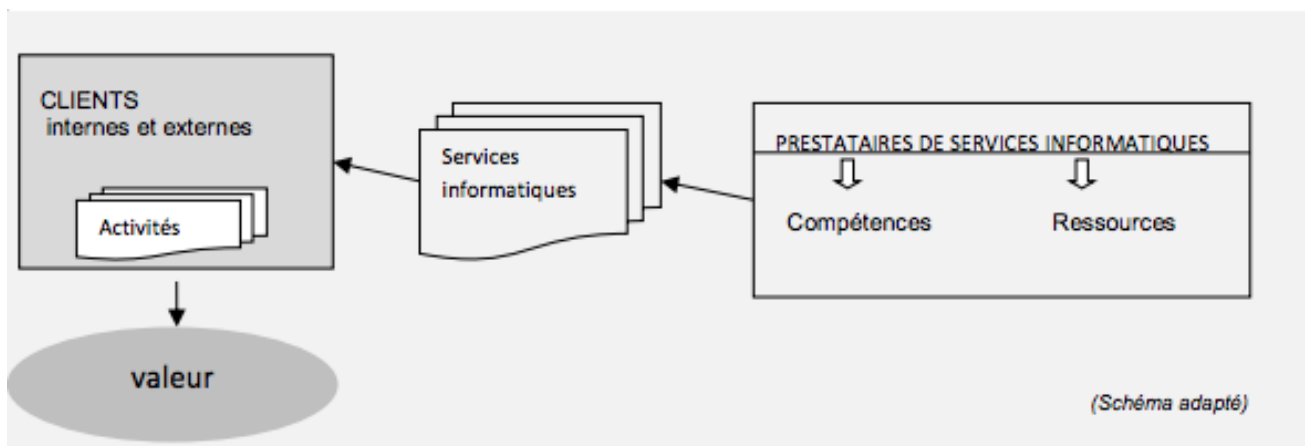 CLIENTS
internes et externes
Activités
valeur
Services
informatiques
PRESTATAIRES DE SERVICES INFORMATIQUES
Compétences
Ressources
(Schéma adapté)